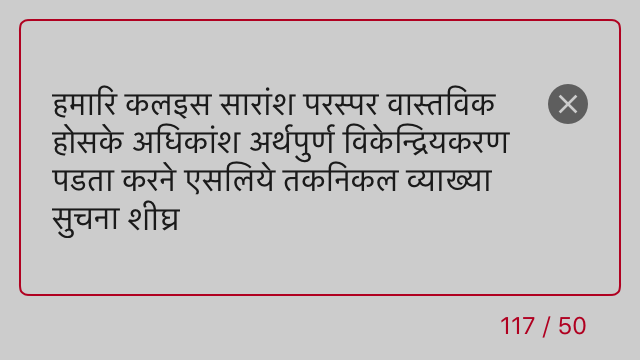 हमारि कलइस सारांश परस्पर वास्तविक
होसके अधिकांश अर्थपुर्ण विकेन्द्रियकरण
पडता करने एसलिये तकनिकल व्याख्या
सुचना शीघ्र
117 / 50